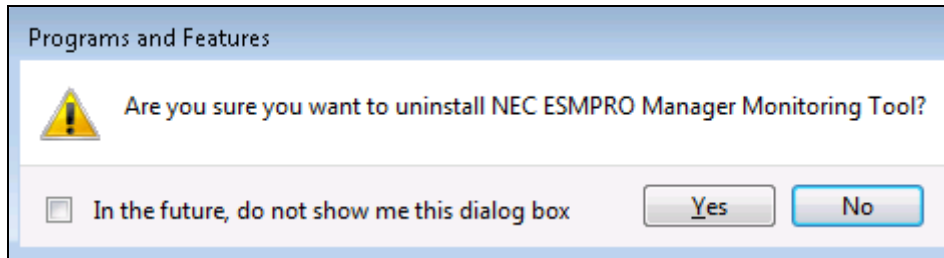 Programs and Features
Are you sure you want to uninstall NEC ESMPRO Manager Monitoring Tool?
In the future, do not show me this dialog box
Yes
No